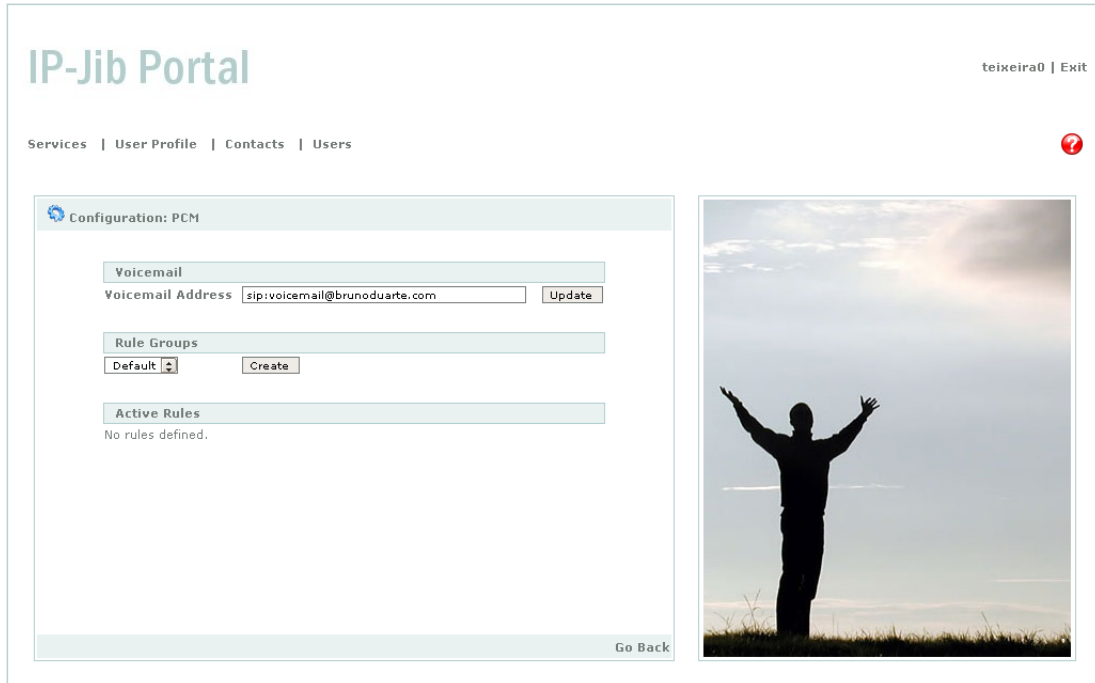 IP-Jib Portal
teixeira0 | Exit
Services | User Profile | Contacts | Users
?
Configuration: PCM
Voicemail
Voicemail Address sip:voicemail@brunoduarte.com Update
Rule Groups
Default Create
Active Rules
No rules defined.
Go Back